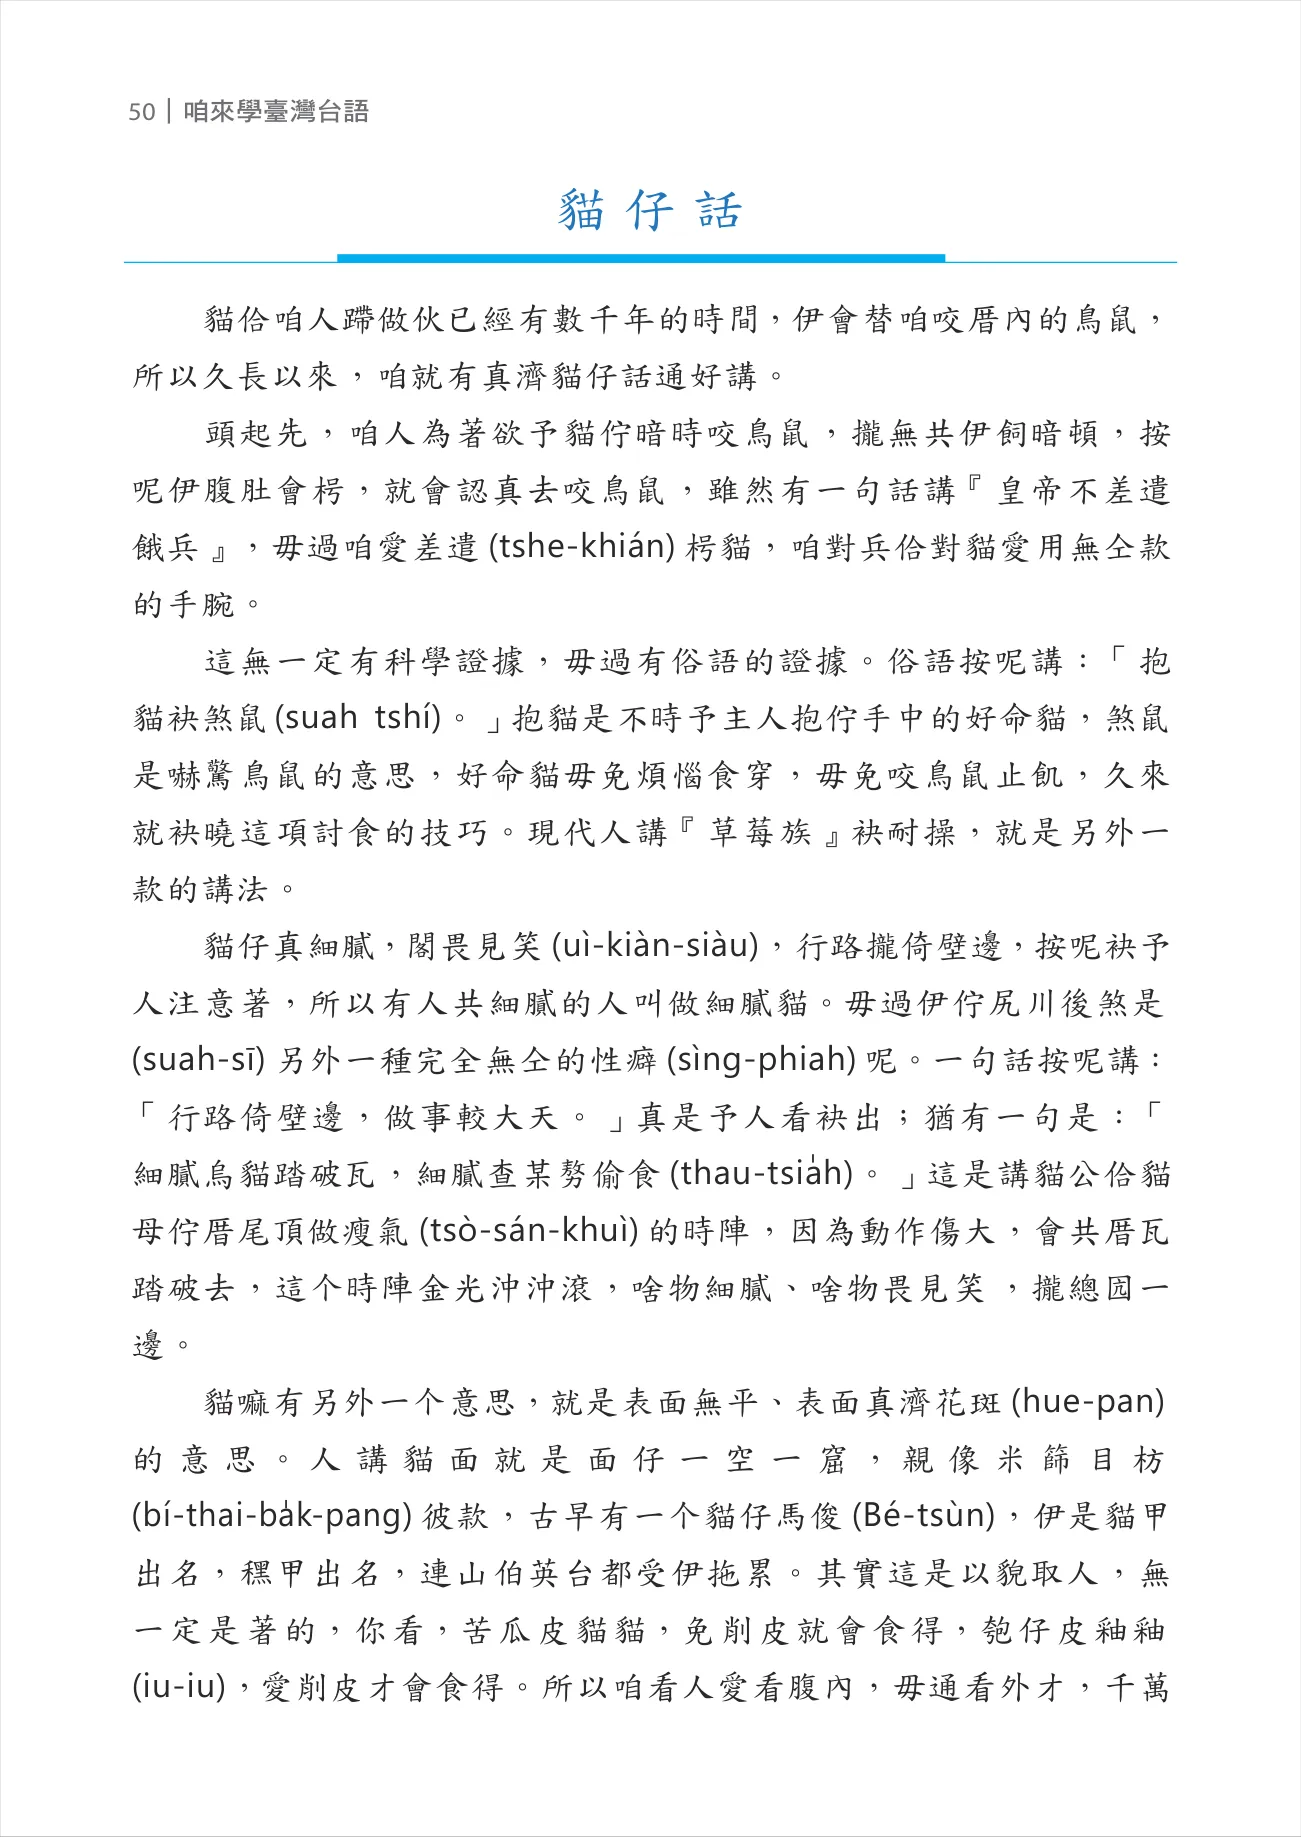 50｜咱來學臺灣台語
貓仔話
貓佮咱人蹛做伙已經有數千年的時間，伊會替咱咬厝內的鳥鼠，
所以久長以來，咱就有真濟貓仔話通好講。
頭起先，咱人為著欲予貓佇暗時咬鳥鼠，攏無共伊飼暗頓，按
呢伊腹肚會枵，就會認真去咬鳥鼠，雖然有一句話講『皇帝不差遣
餓兵』，毋過咱愛差遣 (tshe-khián) 枵貓，咱對兵佮對貓愛用無仝款
的手腕。
這無一定有科學證據，毋過有俗語的證據。俗語按呢講：「抱
貓袂煞鼠 (suah tshí)。」抱貓是不時予主人抱佇手中的好命貓，煞鼠
是嚇驚鳥鼠的意思，好命貓毋免煩惱食穿，毋免咬鳥鼠止飢，久來
就袂曉這項討食的技巧。現代人講『草莓族』袂耐操，就是另外一
款的講法。
貓仔真細膩，閣畏見笑 (uì-kiàn-siàu)，行路攏倚壁邊，按呢袂予
人注意著，所以有人共細膩的人叫做細膩貓。毋過伊佇尻川後煞是
(suah-sī) 另外一種完全無仝的性癖 (sìng-phiah) 呢。一句話按呢講：
「行路倚壁邊，做事較大天。」真是予人看袂出；猶有一句是：「
細膩烏貓踏破瓦，細膩查某勥偷食 (thau-tsia̍h)。」這是講貓公佮貓
母佇厝尾頂做瘦氣 (tsò-sán-khuì) 的時陣，因為動作傷大，會共厝瓦
踏破去，這个時陣金光沖沖滾，啥物細膩、啥物畏見笑，攏總囥一
邊。
貓嘛有另外一个意思，就是表面無平、表面真濟花斑 (hue-pan)
的意思。人講貓面就是面仔一空一窟，親像米篩目枋
(bí-thai-ba̍k-pang) 彼款，古早有一个貓仔馬俊 (Bé-tsùn)，伊是貓甲
出名，穤甲出名，連山伯英台都受伊拖累。其實這是以貌取人，無
一定是著的，你看，苦瓜皮貓貓，免削皮就會食得，匏仔皮釉釉
(iu-iu)，愛削皮才會食得。所以咱看人愛看腹內，毋通看外才，千萬